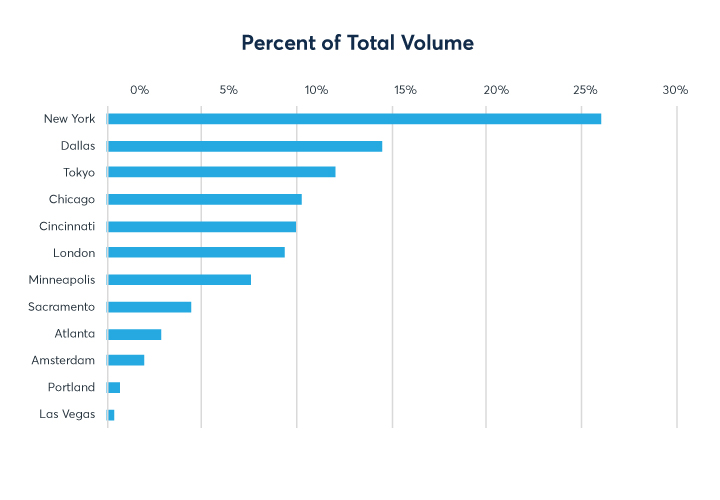 Percent of Total Volume
0% 5% 10% 15% 20% 25% 30%
New York
Dallas
Tokyo
Chicago
Cincinnati
London
Minneapolis
Sacramento
Atlanta
Amsterdam
Portland
Las Vegas